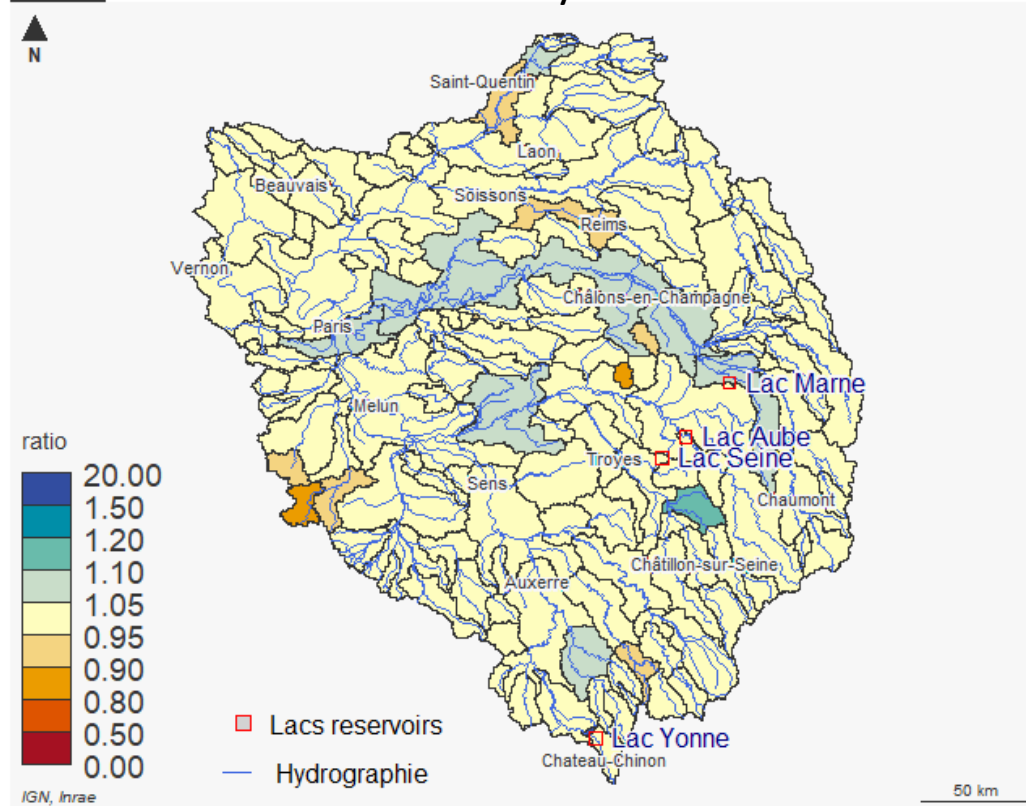 N
Saint-Quentin
Laon
Beauvais
Soissons
Reims
Vernon
Châlons-en-Champagne
Paris
Lac Marne
Melun
Lac Aube
Troyes
Lac Seine
Sens
Chaumont
Châtillon-sur-Seine
Auxerre
Lac Yonne
Chateau-Chinon
ratio
20.00
1.50
1.20
1.10
1.05
0.95
0.90
0.80
0.50
0.00
Lacs reservoirs
Hydrographie
IGN, Inrae
50 km